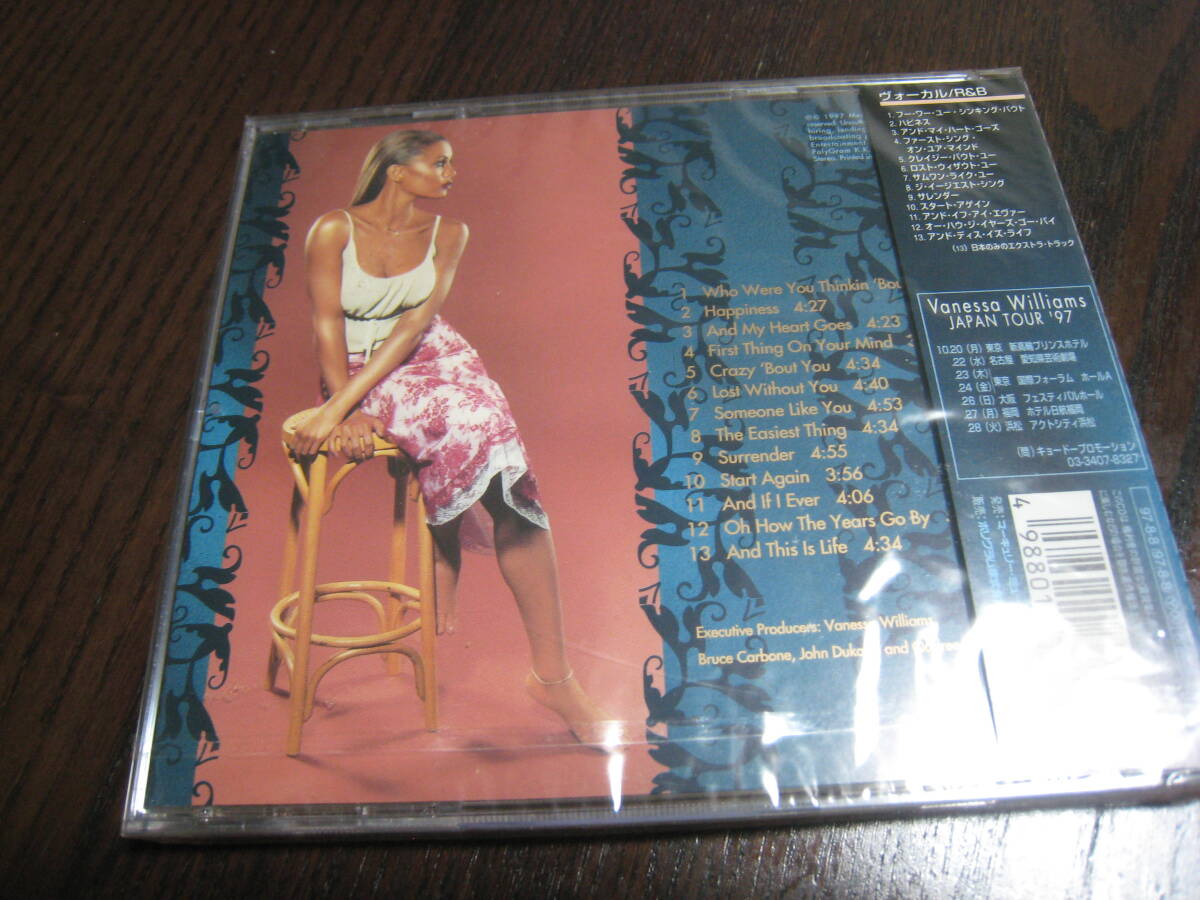 © 1997 
reserved.
hiring, lending
broadcasting
Entertainment
PolyGram K.K.
Stereo. Printed in
Who Were You Thinkin 'Bou
2 Happiness 4:27
3 And My Heart Goes 4:23
4 First Thing On Your Mind
5 Crazy 'Bout You 4:34
6 Lost Without You 4:40
7 Someone Like You 4:53
8 The Easiest Thing 4:34
9 Surrender 4:55
10 Start Again 3:56
11 And If I Ever 4:06
12 Oh How The Years Go By
13 And This Is Life 4:34
Executive Producers: Vanessa Williams,
Bruce Carbone, John and
ヴォーカル/R&B
1. フー・ワー・ユー・シンキング・バウト
2. ハピネス
3. アンド・マイ・ハート・ゴーズ
4. ファースト・シング・
オン・ユア・マインド
5. クレイジー・バウト・ユー
6. ロスト・ウィザウト・ユー
7. サムワン・ライク・ユー
8. ジ・イージエスト・シング
9. サレンダー
10. スタート・アゲイン
11. アンド・イフ・アイ・エヴァー
12. オー・ハウ・ジ・イヤーズ・ゴー・バイ
13. アンド・ディス・イズ・ライフ
(13) 日本のみのエクストラ・トラック
Vanessa Williams
JAPAN TOUR '97
10.20 (月) 東京 新高輪プリンスホテル
22 (水) 名古屋 愛知県芸術劇場
23 (木)
24 (金) 東京 国際フォーラム ホールA
26 (日) 大阪 フェスティバルホール
27 (月) 福岡 ホテル日航福岡
28 (火) 浜松 アクトシティ浜松
(問) キョードープロモーション
03-3407-8327
4 9880
97.8.8